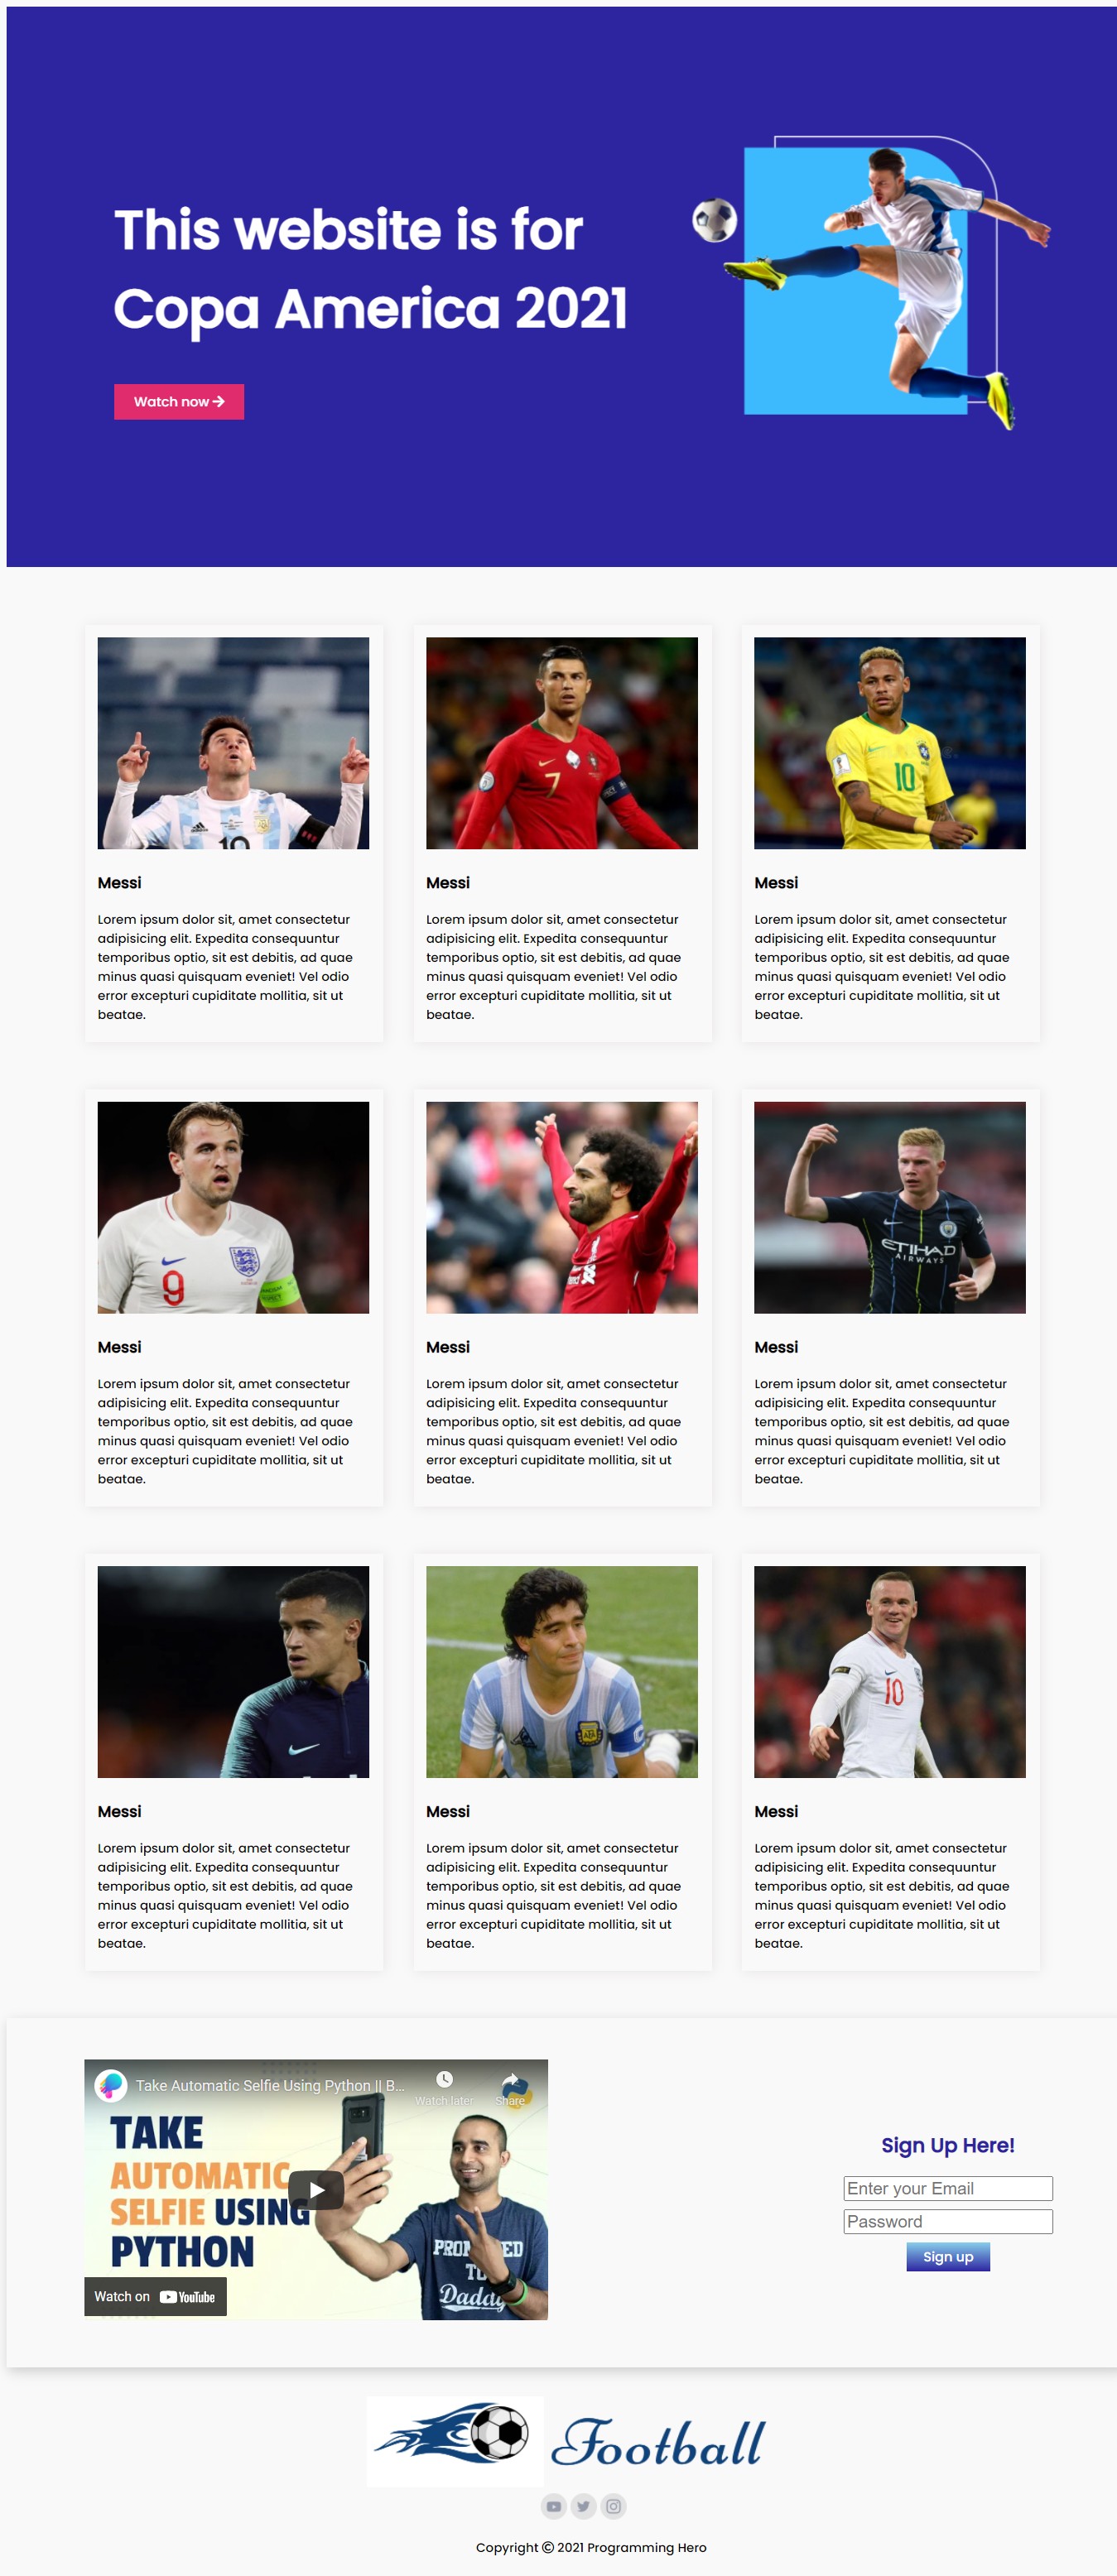 This website is for
Copa America 2021
Watch now
7
10
10
Messi
Messi
Messi
Lorem ipsum dolor sit, amet consectetur
adipisicing elit. Expedita consequuntur
temporibus optio, sit est debitis, ad quae
minus quasi quisquam eveniet! Vel odio
error excepturi cupiditate mollitia, sit ut
beatae.
Lorem ipsum dolor sit, amet consectetur
adipisicing elit. Expedita consequuntur
temporibus optio, sit est debitis, ad quae
minus quasi quisquam eveniet! Vel odio
error excepturi cupiditate mollitia, sit ut
beatae.
Lorem ipsum dolor sit, amet consectetur
adipisicing elit. Expedita consequuntur
temporibus optio, sit est debitis, ad quae
minus quasi quisquam eveniet! Vel odio
error excepturi cupiditate mollitia, sit ut
beatae.
9
ETIHAD
AIRWAYS
Messi
Messi
Messi
Lorem ipsum dolor sit, amet consectetur
adipisicing elit. Expedita consequuntur
temporibus optio, sit est debitis, ad quae
minus quasi quisquam eveniet! Vel odio
error excepturi cupiditate mollitia, sit ut
beatae.
Lorem ipsum dolor sit, amet consectetur
adipisicing elit. Expedita consequuntur
temporibus optio, sit est debitis, ad quae
minus quasi quisquam eveniet! Vel odio
error excepturi cupiditate mollitia, sit ut
beatae.
Lorem ipsum dolor sit, amet consectetur
adipisicing elit. Expedita consequuntur
temporibus optio, sit est debitis, ad quae
minus quasi quisquam eveniet! Vel odio
error excepturi cupiditate mollitia, sit ut
beatae.
AFA
10
Messi
Messi
Messi
Lorem ipsum dolor sit, amet consectetur
adipisicing elit. Expedita consequuntur
temporibus optio, sit est debitis, ad quae
minus quasi quisquam eveniet! Vel odio
error excepturi cupiditate mollitia, sit ut
beatae.
Lorem ipsum dolor sit, amet consectetur
adipisicing elit. Expedita consequuntur
temporibus optio, sit est debitis, ad quae
minus quasi quisquam eveniet! Vel odio
error excepturi cupiditate mollitia, sit ut
beatae.
Lorem ipsum dolor sit, amet consectetur
adipisicing elit. Expedita consequuntur
temporibus optio, sit est debitis, ad quae
minus quasi quisquam eveniet! Vel odio
error excepturi cupiditate mollitia, sit ut
beatae.
Take Automatic Selfie Using Python || B...
Watch later
Share
TAKE
AUTOMATIC
SELFIE USING
PYTHON
TO
Daddy
Watch on YouTube
Sign Up Here!
Enter your Email
Password
Sign up
Football
Copyright © 2021 Programming Hero